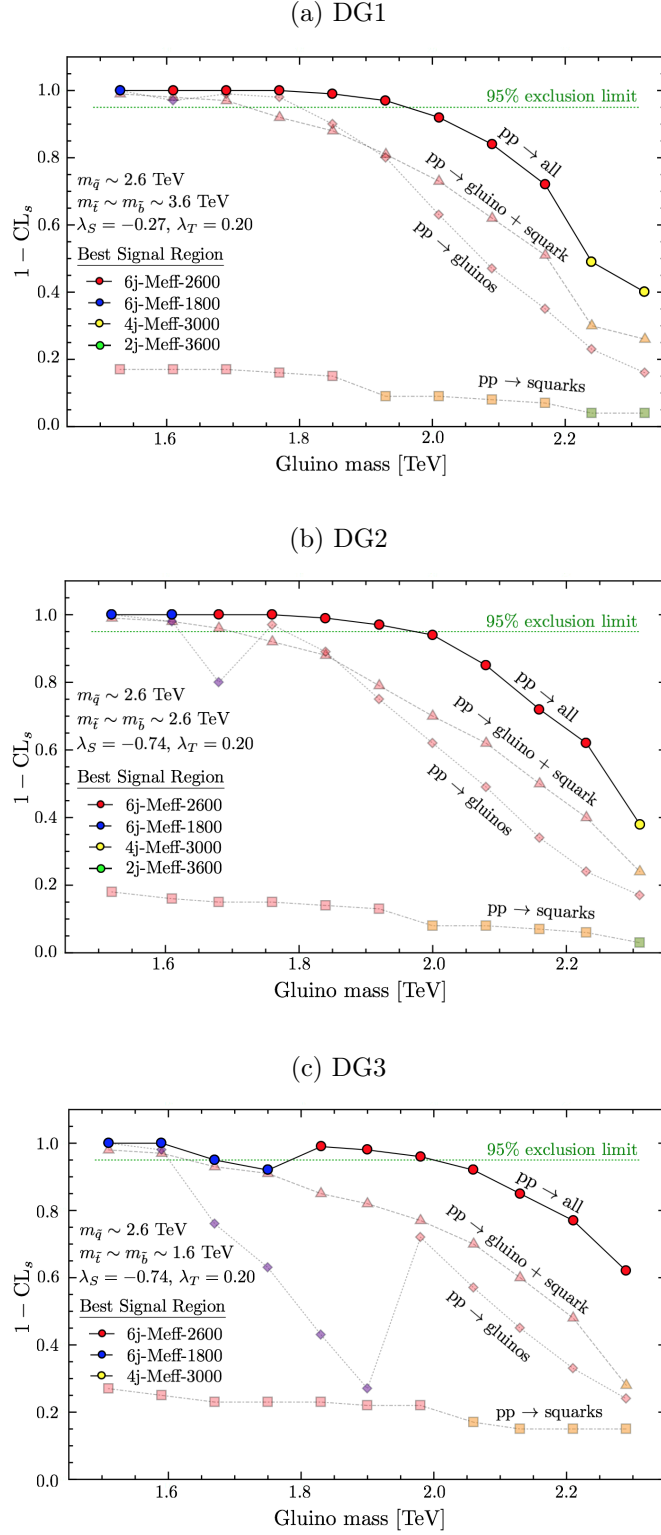 (a) DG1
1.0
0.8
0.6
0.4
0.2
0.0
1 − CLₛ
95% exclusion limit
pp → all
pp → gluino + squark
pp → gluinos
pp → squarks
m_q̃ ∼ 2.6 TeV
m_t̃ ∼ m_b̃ ∼ 3.6 TeV
λ_S = −0.27, λ_T = 0.20
Best Signal Region
6j-Meff-2600
6j-Meff-1800
4j-Meff-3000
2j-Meff-3600
1.6 1.8 2.0 2.2
Gluino mass [TeV]
(b) DG2
1.0
0.8
0.6
0.4
0.2
0.0
1 − CLₛ
95% exclusion limit
pp → all
pp → gluino + squark
pp → gluinos
pp → squarks
m_q̃ ∼ 2.6 TeV
m_t̃ ∼ m_b̃ ∼ 2.6 TeV
λ_S = −0.74, λ_T = 0.20
Best Signal Region
6j-Meff-2600
6j-Meff-1800
4j-Meff-3000
2j-Meff-3600
1.6 1.8 2.0 2.2
Gluino mass [TeV]
(c) DG3
1.0
0.8
0.6
0.4
0.2
0.0
1 − CLₛ
95% exclusion limit
pp → all
pp → gluino + squark
pp → gluinos
pp → squarks
m_q̃ ∼ 2.6 TeV
m_t̃ ∼ m_b̃ ∼ 1.6 TeV
λ_S = −0.74, λ_T = 0.20
Best Signal Region
6j-Meff-2600
6j-Meff-1800
4j-Meff-3000
1.6 1.8 2.0 2.2
Gluino mass [TeV]